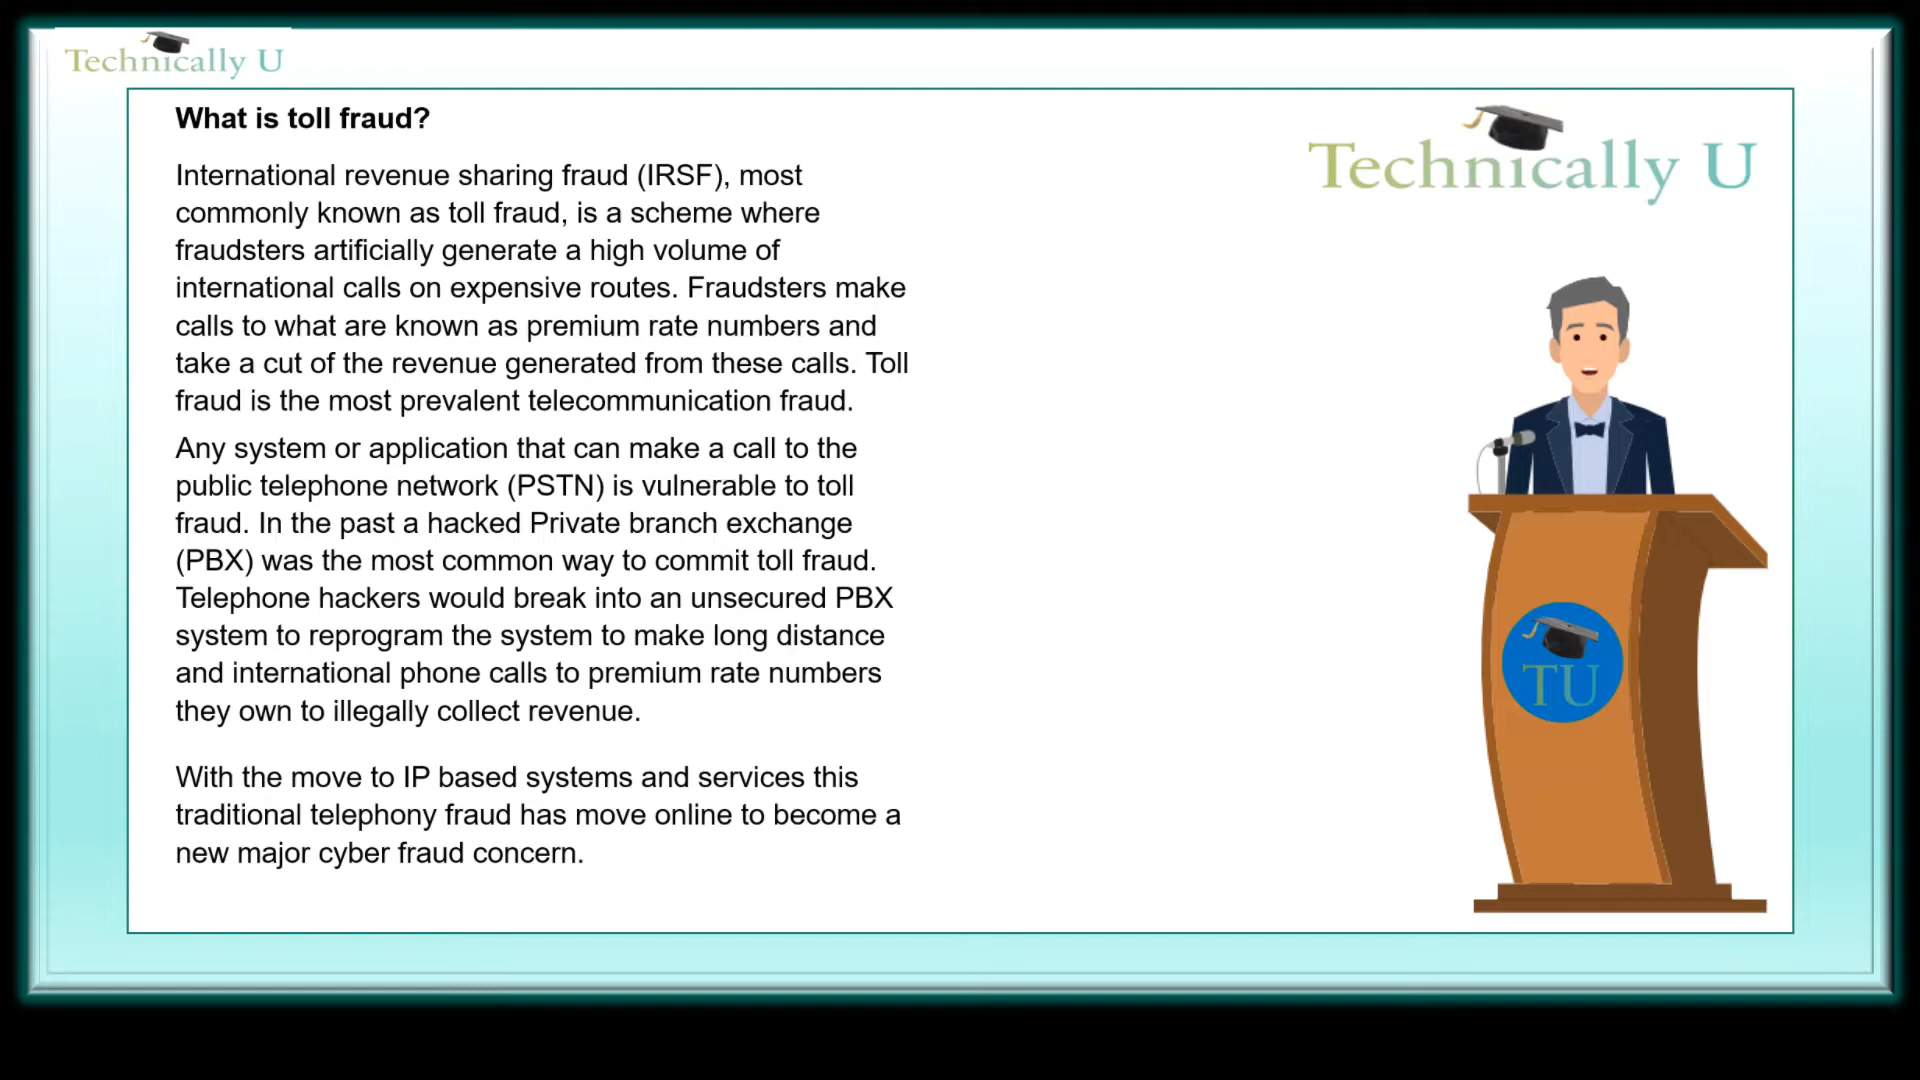 Technically U
What is toll fraud?
Technically U
International revenue sharing fraud (IRSF), most
commonly known as toll fraud, is a scheme where
fraudsters artificially generate a high volume of
international calls on expensive routes. Fraudsters make
calls to what are known as premium rate numbers and
take a cut of the revenue generated from these calls. Toll
fraud is the most prevalent telecommunication fraud.
Any system or application that can make a call to the
public telephone network (PSTN) is vulnerable to toll
fraud. In the past a hacked Private branch exchange
(PBX) was the most common way to commit toll fraud.
Telephone hackers would break into an unsecured PBX
system to reprogram the system to make long distance
and international phone calls to premium rate numbers
they own to illegally collect revenue.
With the move to IP based systems and services this
traditional telephony fraud has move online to become a
new major cyber fraud concern.
TU